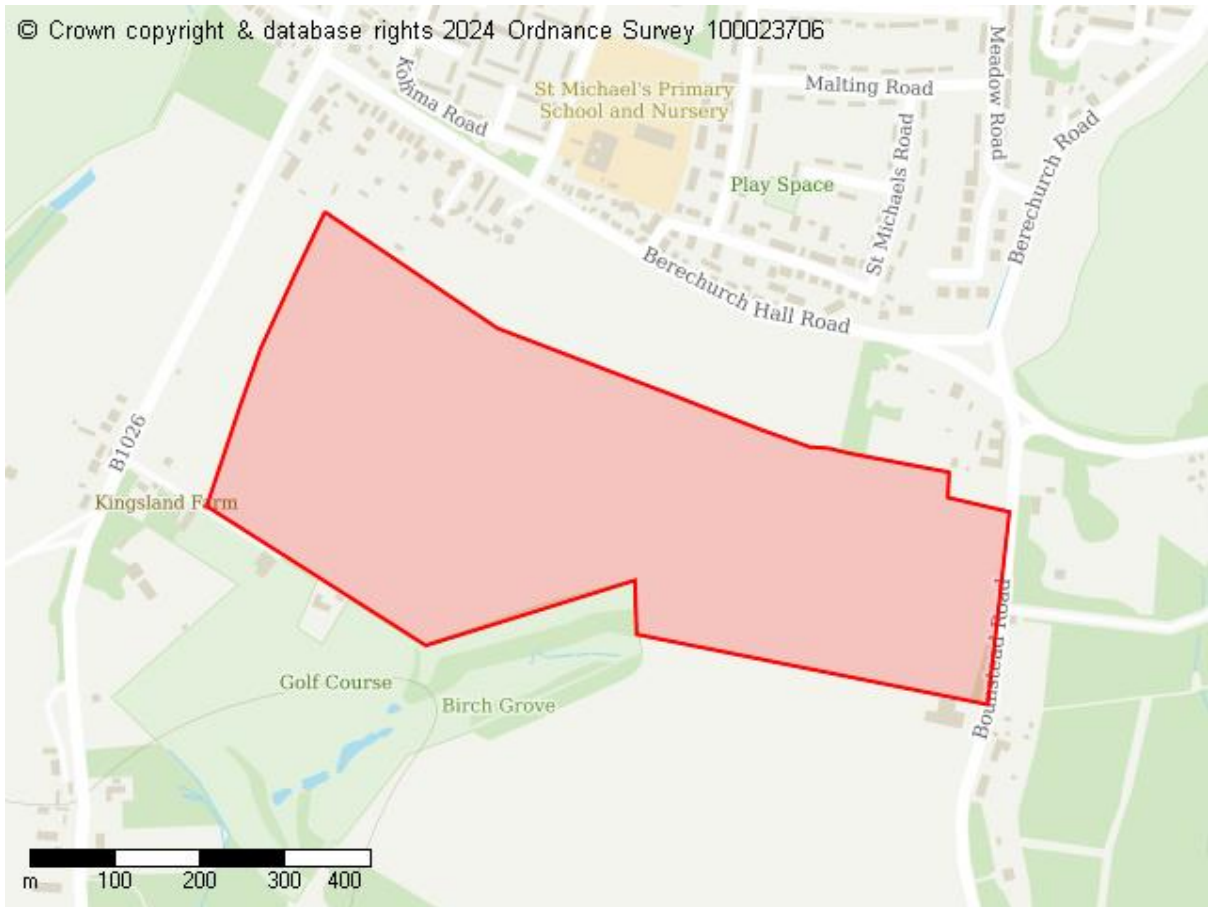 © Crown copyright & database rights 2024 Ordnance Survey 100023706
Kohima Road
St Michael's Primary
School and Nursery
Malting Road
Meadow Road
Berechurch Road
Play Space
St Michaels Road
Berechurch Hall Road
B1026
Kingsland Farm
Golf Course
Birch Grove
Bounstead Road
m 100 200 300 400